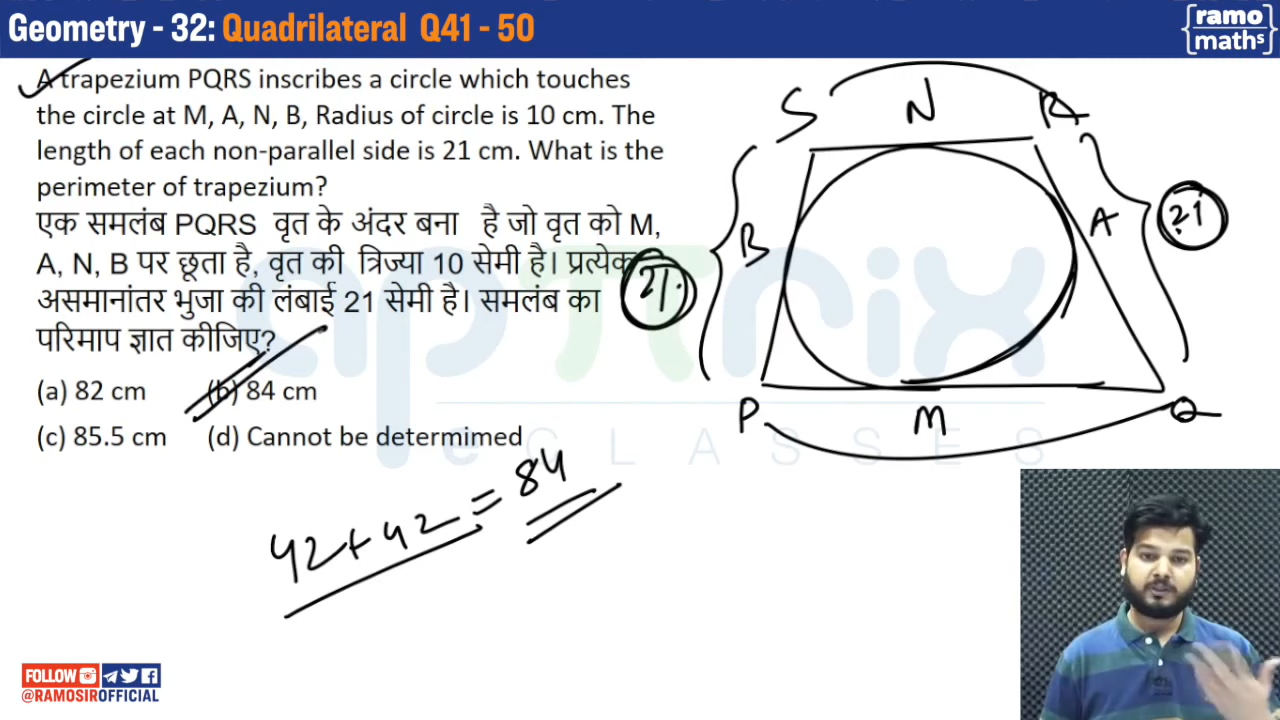 Geometry - 32: Quadrilateral Q41 - 50
ramo
maths
A trapezium PQRS inscribes a circle which touches
the circle at M, A, N, B, Radius of circle is 10 cm. The
length of each non-parallel side is 21 cm. What is the
perimeter of trapezium?
एक समलंब PQRS वृत के अंदर बना है जो वृत को M,
A, N, B पर छूता है, वृत की त्रिज्या 10 सेमी है। प्रत्येक
असमानांतर भुजा की लंबाई 21 सेमी है। समलंब का
परिमाप ज्ञात कीजिए?
(a) 82 cm (b) 84 cm
(c) 85.5 cm (d) Cannot be determimed
42+42 = 84
S N R
B A
21 21
P M Q
apπrix
e CLASSES
FOLLOW
@RAMOSIROFFICIAL